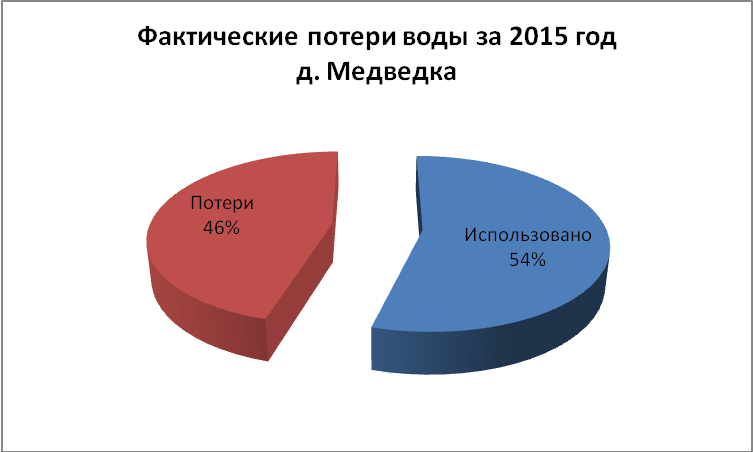 Фактические потери воды за 2015 год
д. Медведка
Потери
46%
Использовано
54%